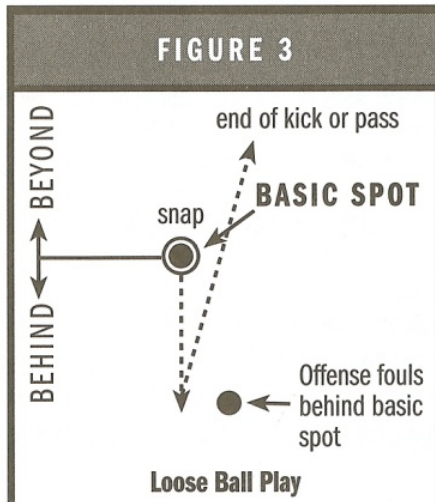 FIGURE 3
end of kick or pass
BEYOND
BASIC SPOT
snap
BEHIND
Offense fouls
behind basic
spot
Loose Ball Play